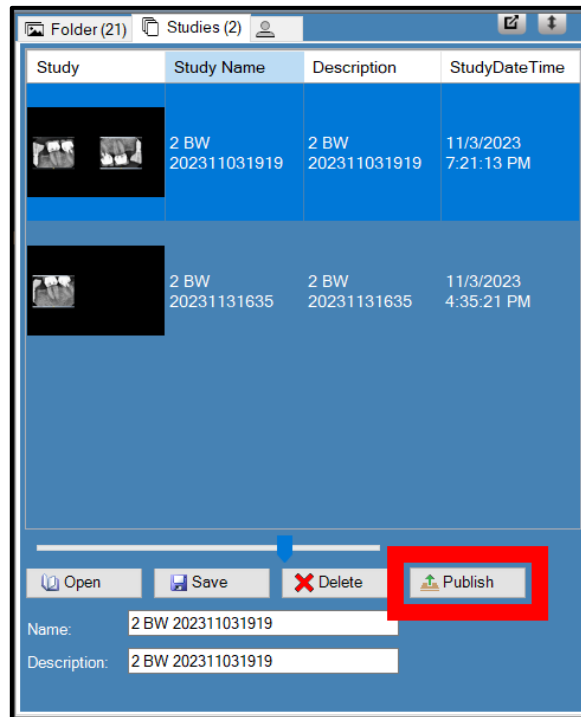 Folder (21) Studies (2)
Study Study Name Description StudyDateTime
2 BW 2 BW 11/3/2023
202311031919 202311031919 7:21:13 PM
2 BW 2 BW 11/3/2023
20231131635 20231131635 4:35:21 PM
Open Save Delete Publish
Name: 2 BW 202311031919
Description: 2 BW 202311031919